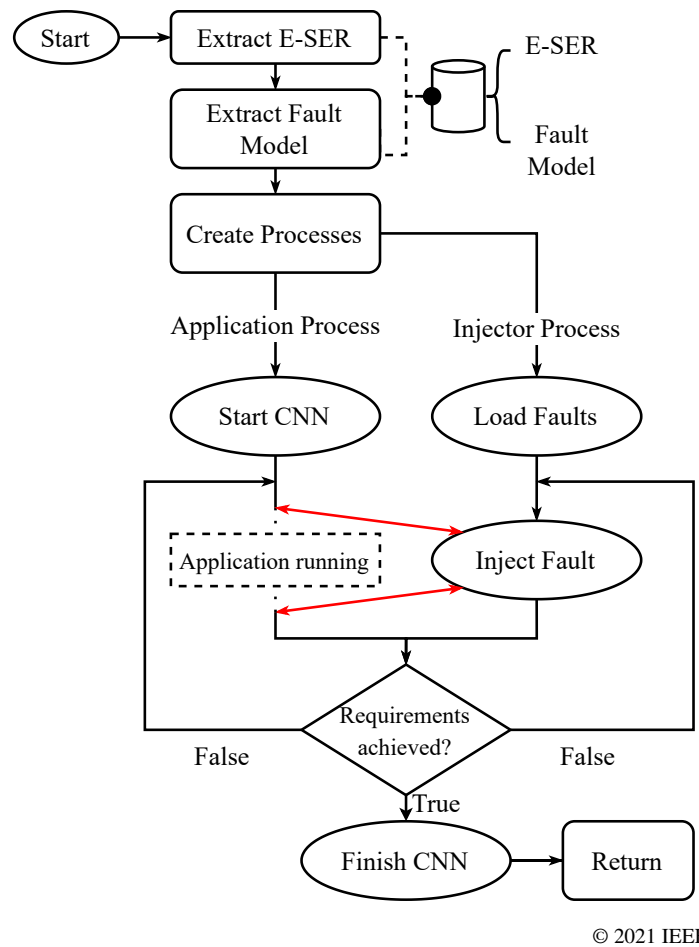 Start
Extract E-SER
E-SER
Extract Fault
Model
Fault
Model
Create Processes
Application Process
Injector Process
Start CNN
Load Faults
Application running
Inject Fault
Requirements
achieved?
False
False
True
Finish CNN
Return
© 2021 IEEE